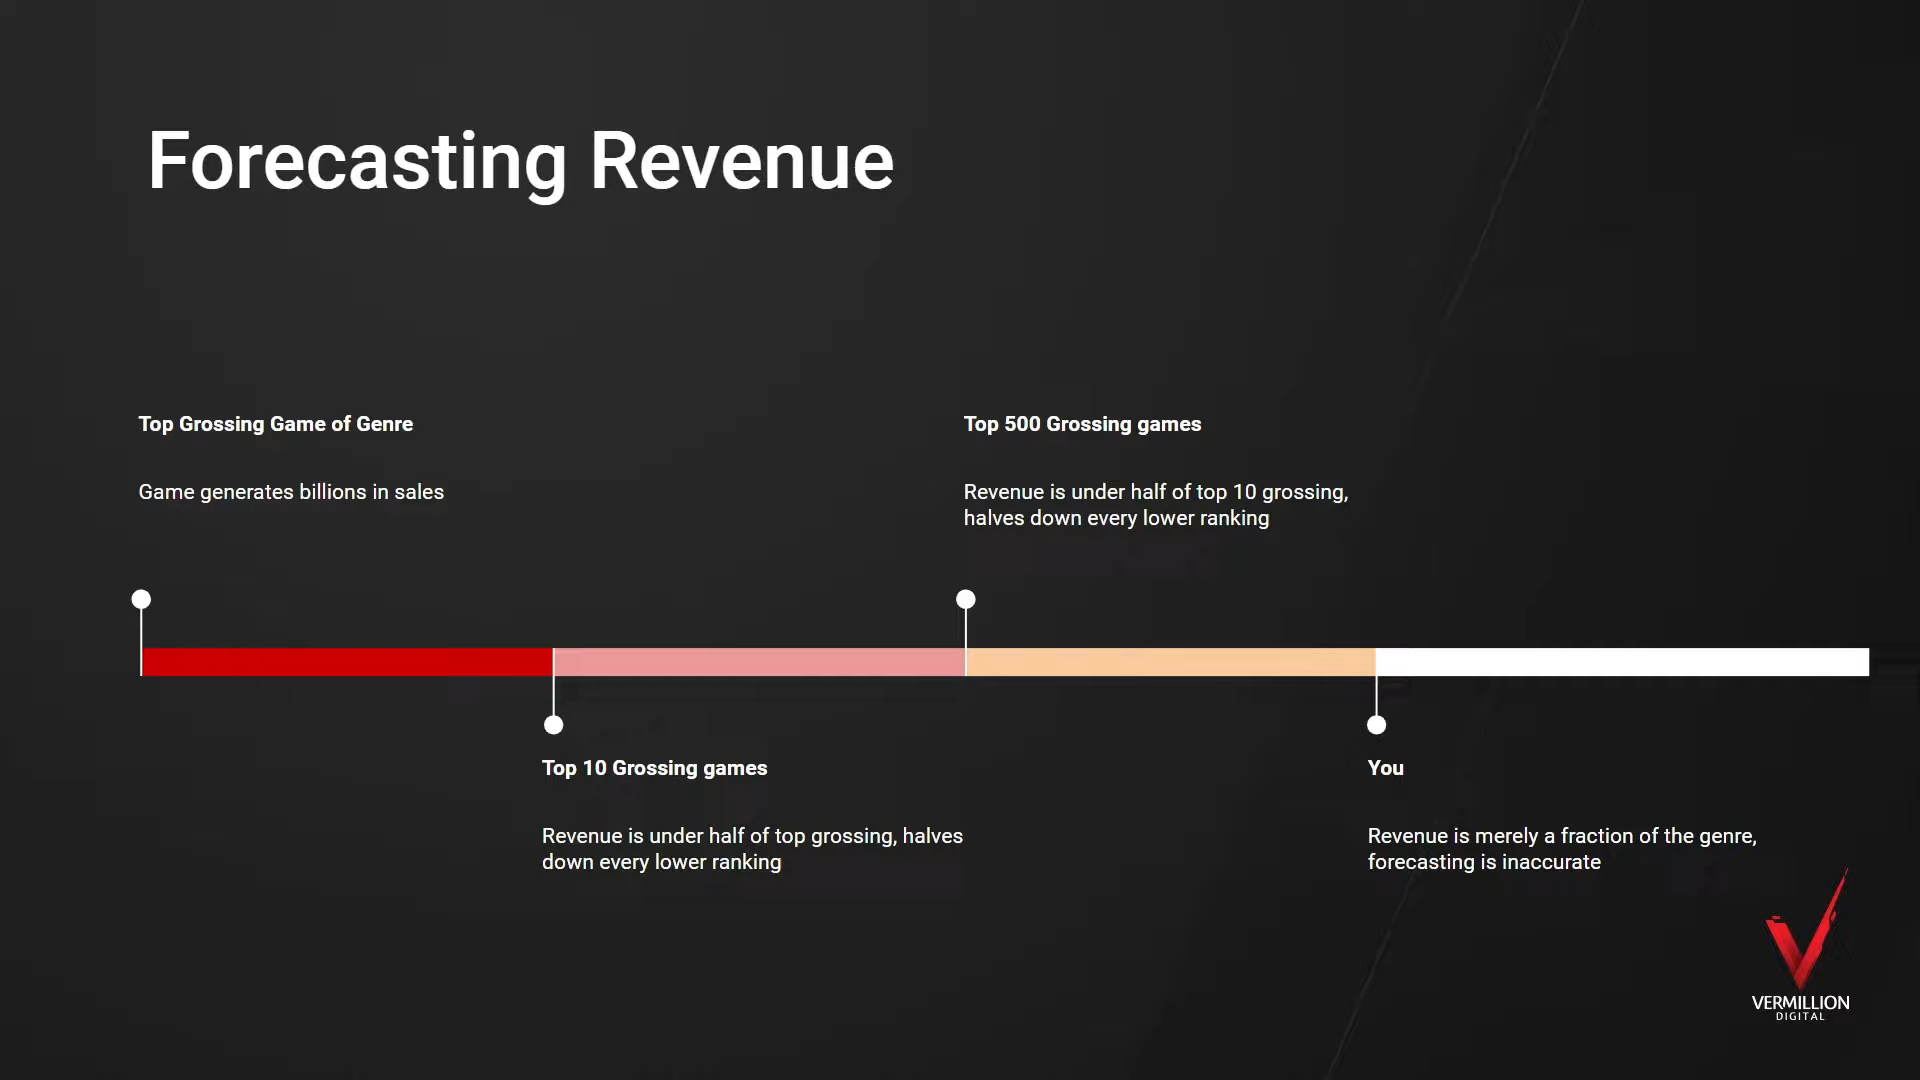 Forecasting Revenue
Top Grossing Game of Genre
Game generates billions in sales
Top 500 Grossing games
Revenue is under half of top 10 grossing,
halves down every lower ranking
Top 10 Grossing games
Revenue is under half of top grossing, halves
down every lower ranking
You
Revenue is merely a fraction of the genre,
forecasting is inaccurate
VERMILLION
DIGITAL